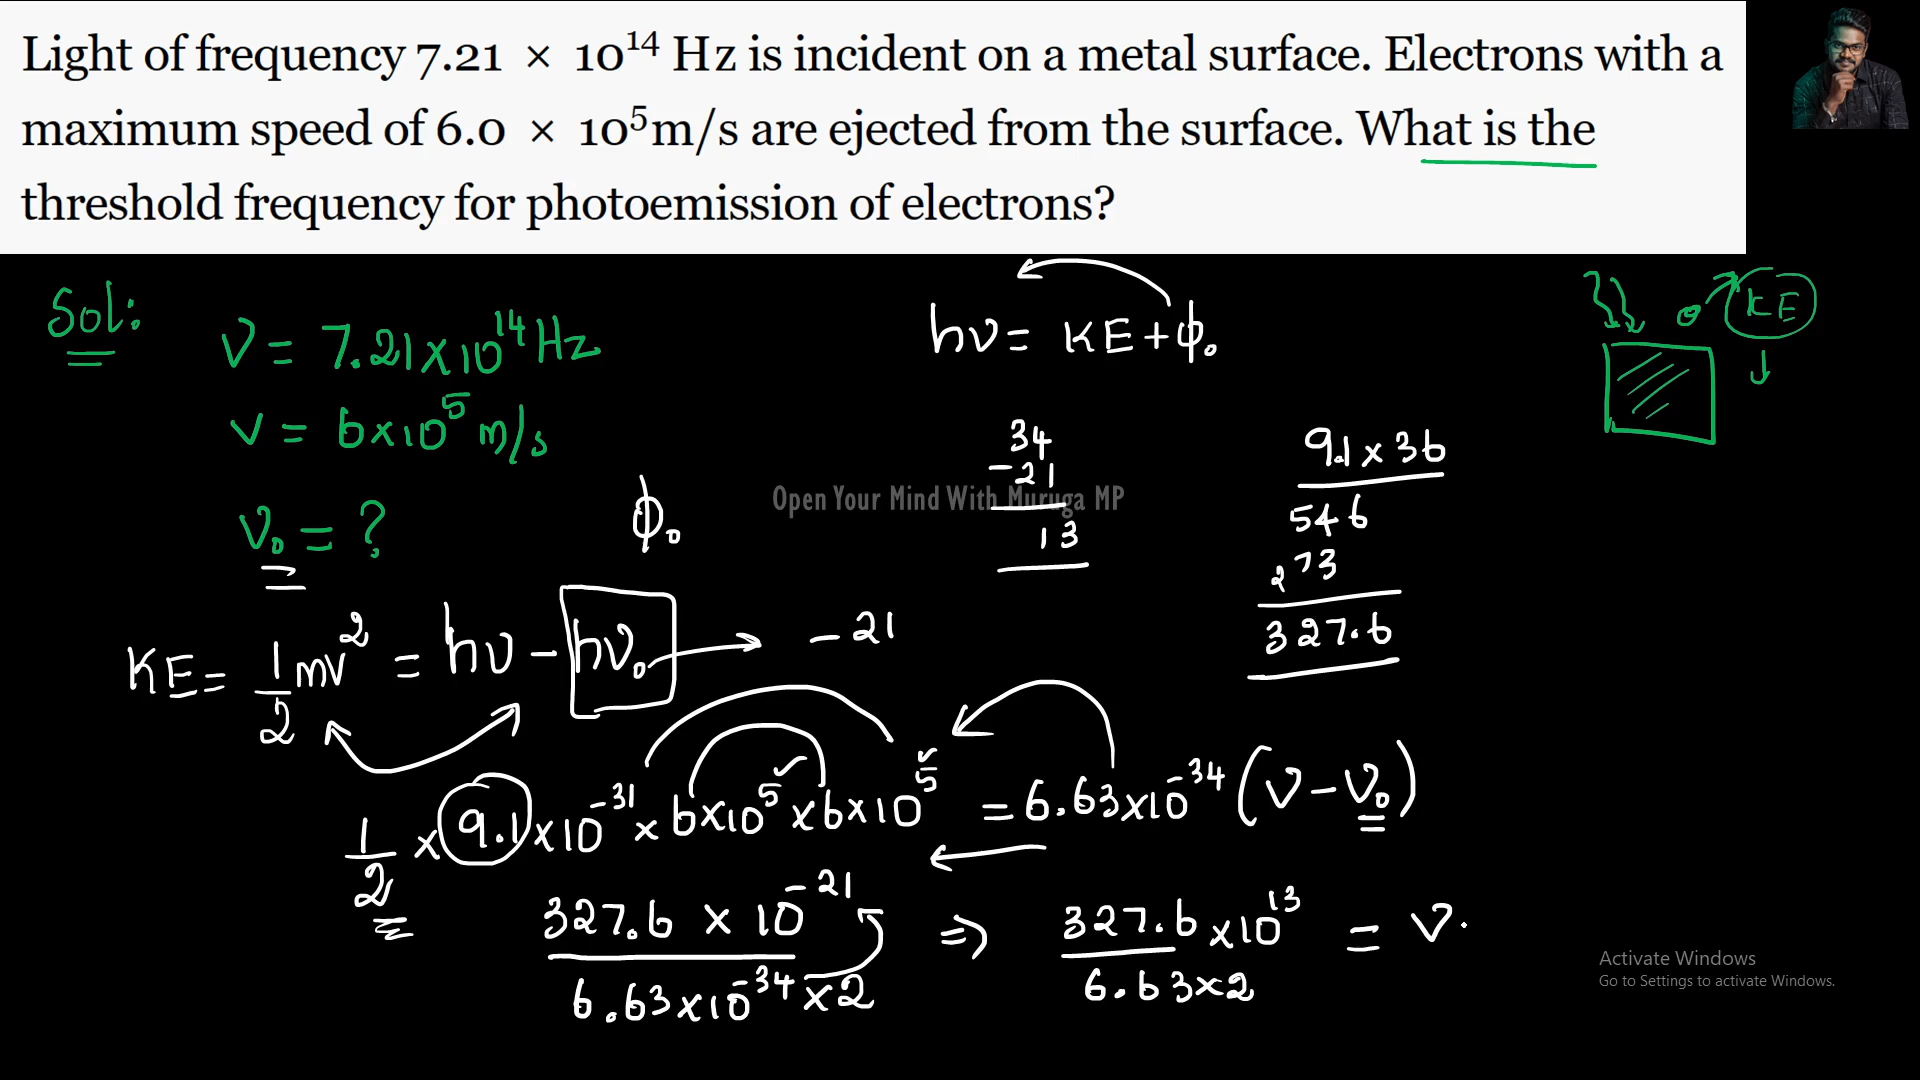 Light of frequency 7.21 × 10¹⁴ Hz is incident on a metal surface. Electrons with a
maximum speed of 6.0 × 10⁵m/s are ejected from the surface. What is the
threshold frequency for photoemission of electrons?
Sol:
ν = 7.21×10¹⁴Hz
hν = KE+ϕ₀
KE
v = 6×10⁵ m/s
34
-21
13
9.1 × 36
546
273
327.6
ν₀ = ?
ϕ₀
Open Your Mind With Muruga MP
KE = 1/2 mv² = hν - hν₀ → -21
1/2 × 9.1 × 10⁻³¹ × 6×10⁵ × 6×10⁵ = 6.63×10⁻³⁴ (ν - ν₀)
327.6 × 10⁻²¹ ⇒ 327.6 × 10¹³ = ν.
6.63×10⁻³⁴ ×2 6.63×2
Activate Windows
Go to Settings to activate Windows.